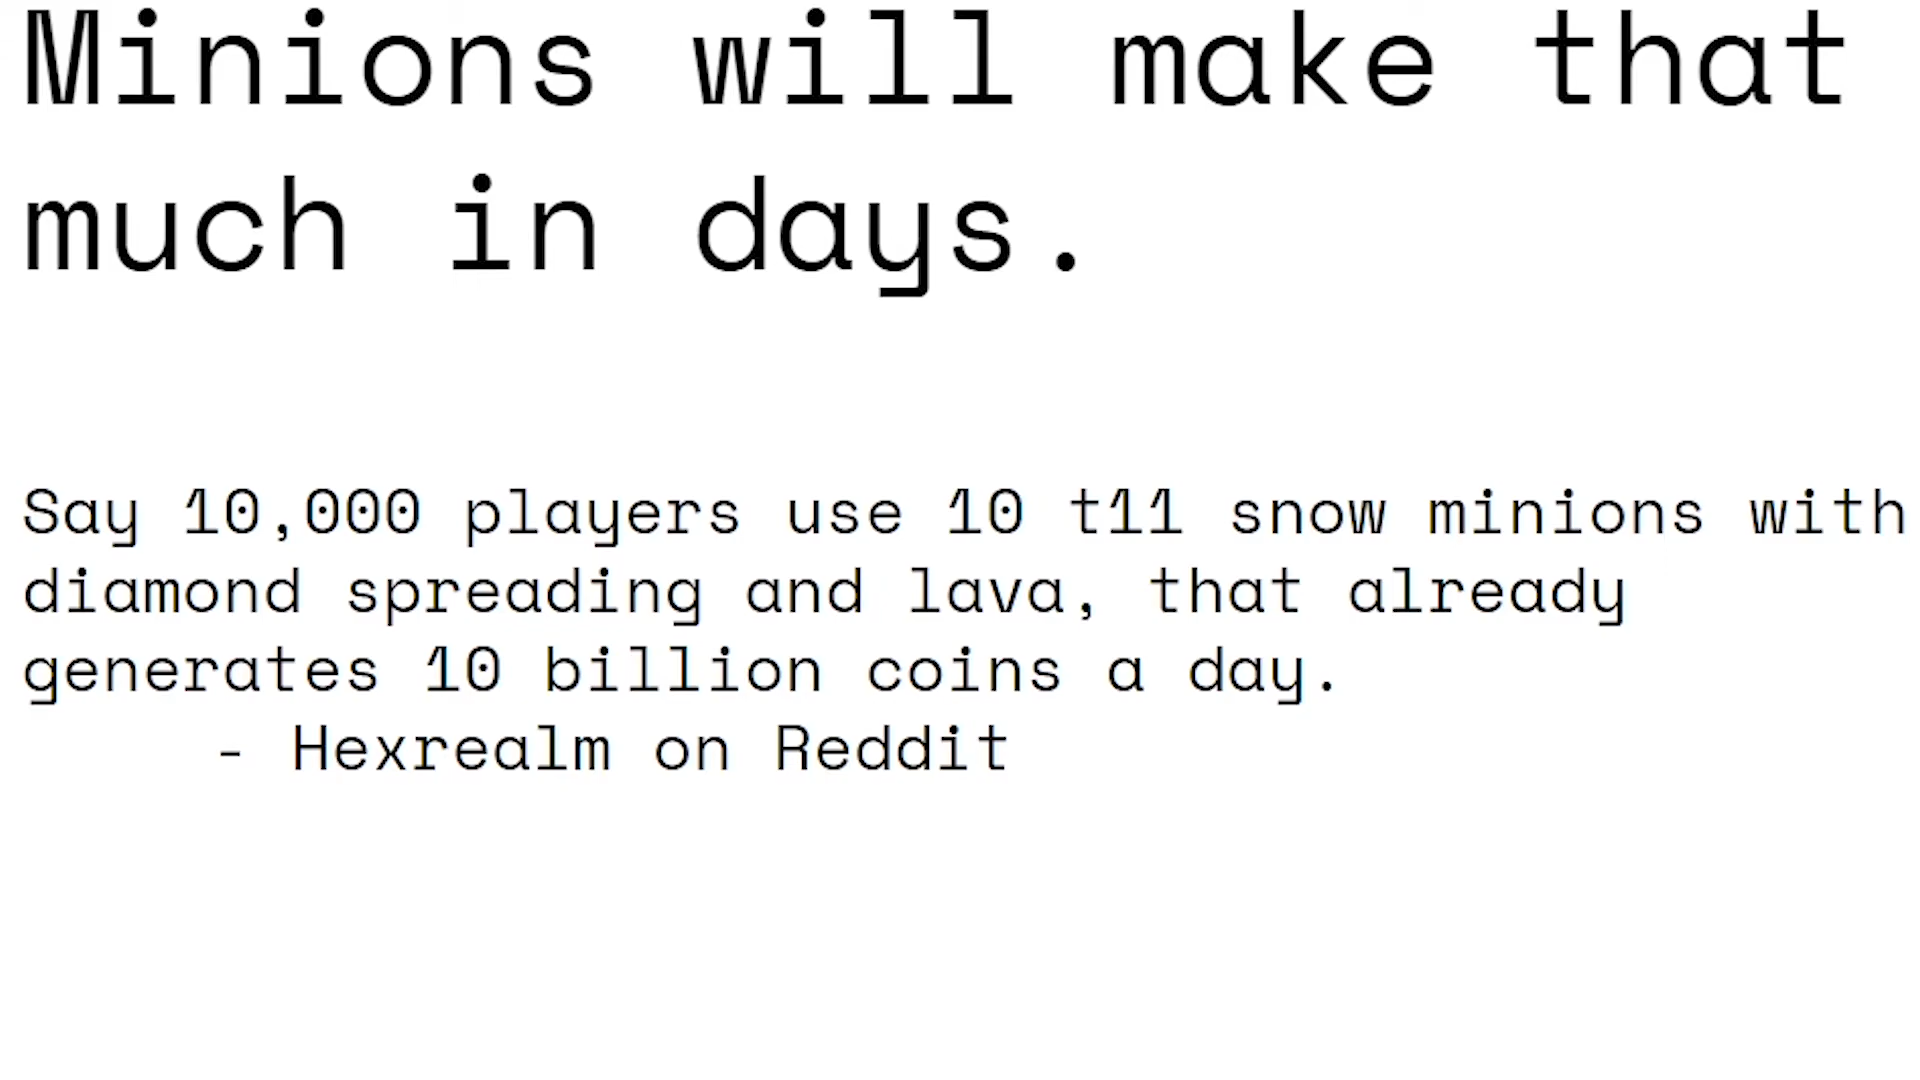 Minions will make that
much in days.
Say 10,000 players use 10 t11 snow minions with
diamond spreading and lava, that already
generates 10 billion coins a day.
- Hexrealm on Reddit